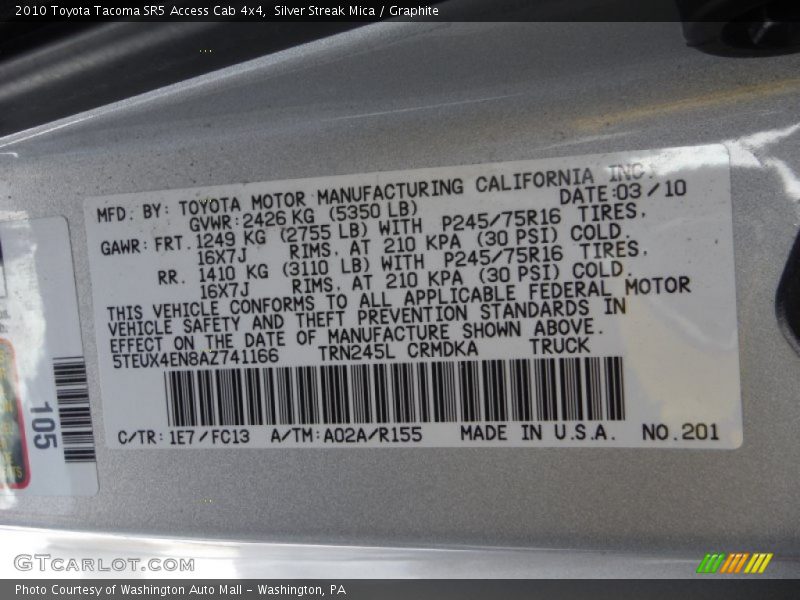 2010 Toyota Tacoma SR5 Access Cab 4x4, Silver Streak Mica / Graphite
MFD. BY: TOYOTA MOTOR MANUFACTURING CALIFORNIA INC.
GVWR: 2426 KG (5350 LB) DATE: 03/10
GAWR: FRT. 1249 KG (2755 LB) WITH P245/75R16 TIRES,
16X7J RIMS, AT 210 KPA (30 PSI) COLD.
RR. 1410 KG (3110 LB) WITH P245/75R16 TIRES,
16X7J RIMS, AT 210 KPA (30 PSI) COLD.
THIS VEHICLE CONFORMS TO ALL APPLICABLE FEDERAL MOTOR
VEHICLE SAFETY AND THEFT PREVENTION STANDARDS IN
EFFECT ON THE DATE OF MANUFACTURE SHOWN ABOVE.
5TEUX4EN8AZ741166 TRN245L CRMDKA TRUCK
C/TR: 1E7/FC13 A/TM: A02A/R155 MADE IN U.S.A. NO.201
105
GTCARLOT.COM
Photo Courtesy of Washington Auto Mall - Washington, PA